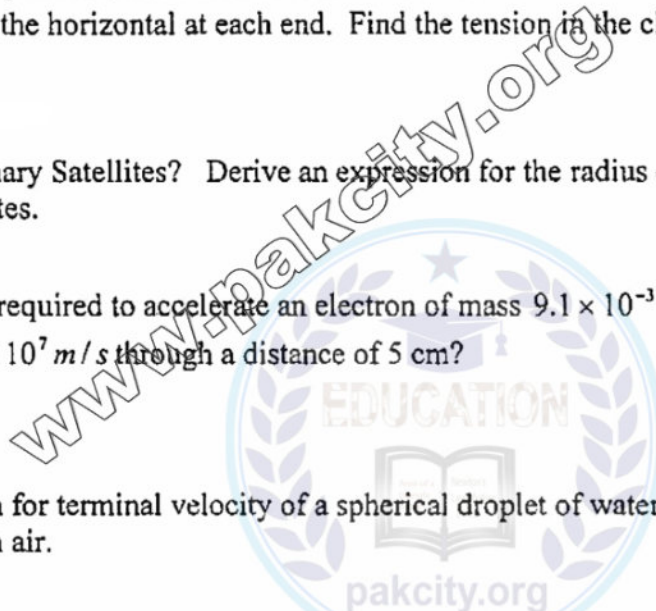 the horizontal at each end. Find the tension in the c
ary Satellites? Derive an expression for the radius
tes.
required to accelerate an electron of mass 9.1 × 10⁻³
10⁷ m / s through a distance of 5 cm?
for terminal velocity of a spherical droplet of water
air.
www.pakcity.org
EDUCATION
pakcity.org